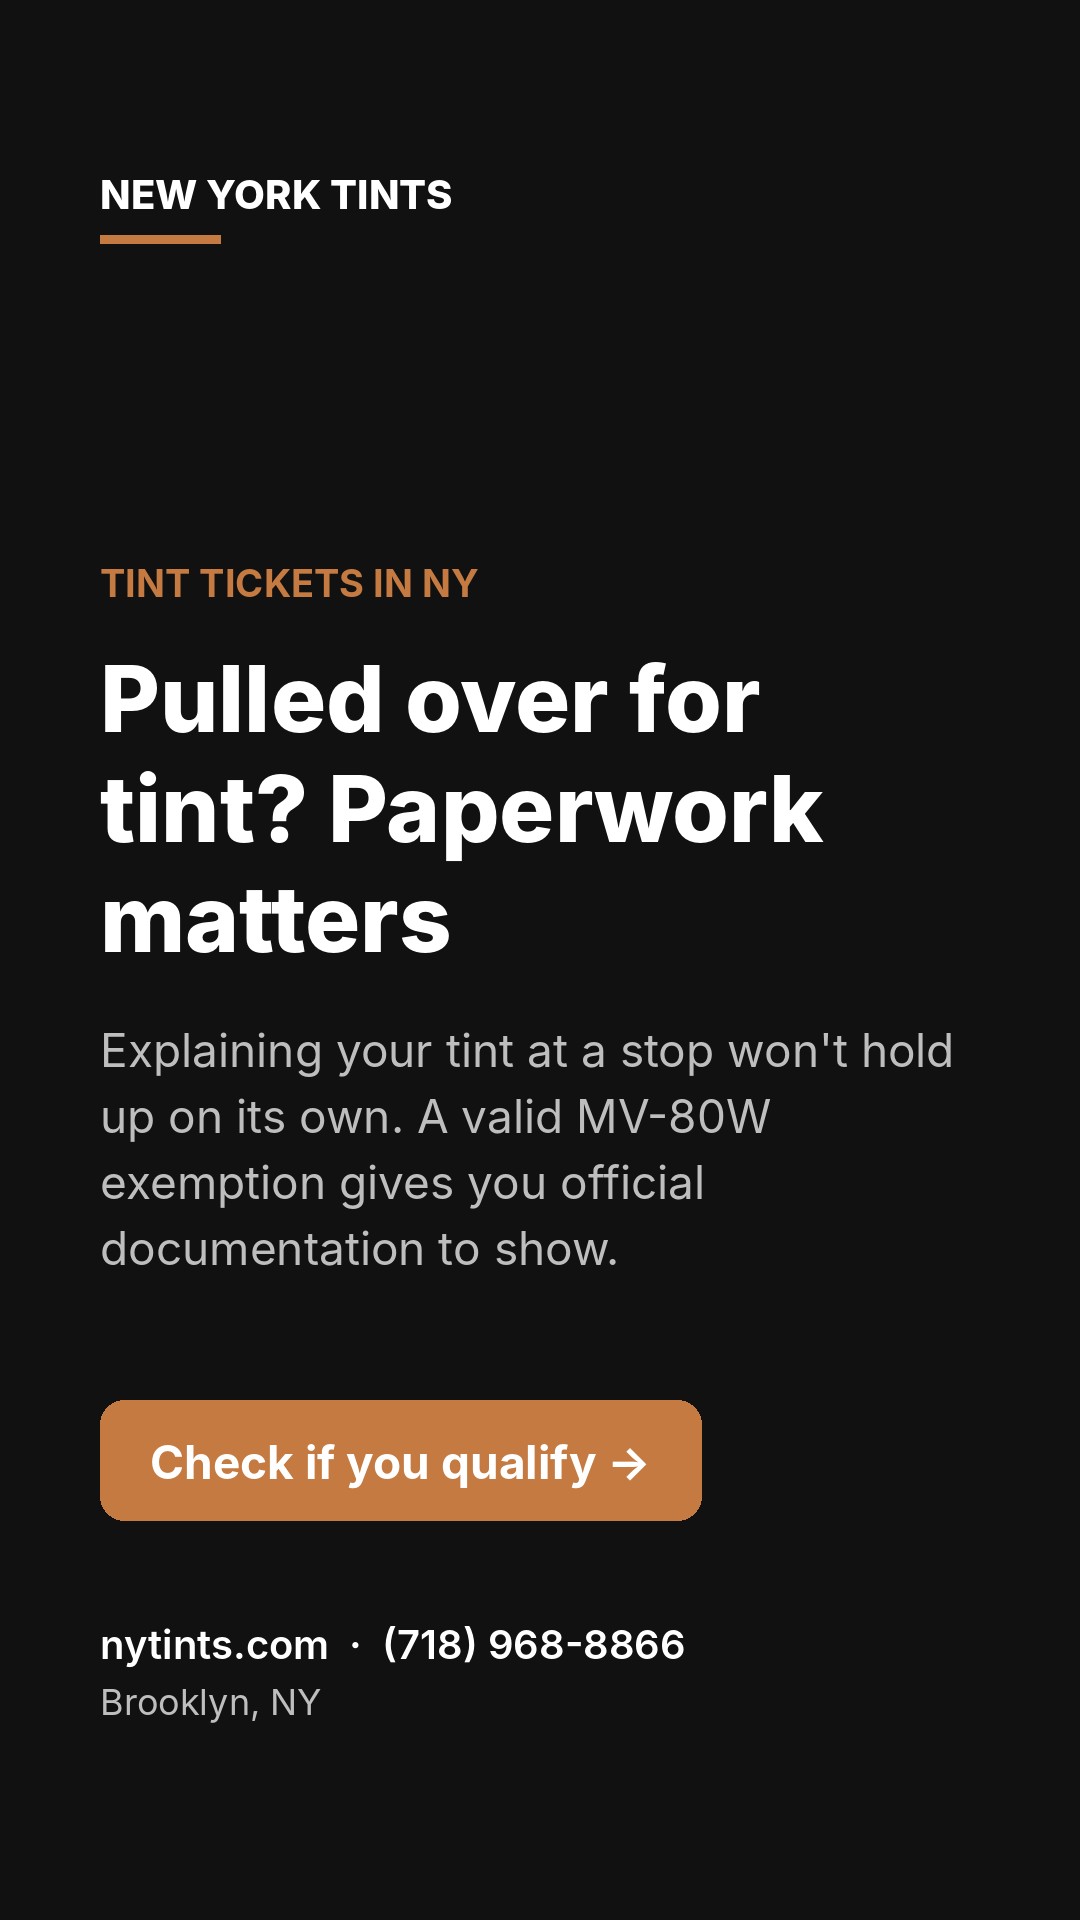 NEW YORK TINTS
TINT TICKETS IN NY
Pulled over for
tint? Paperwork
matters
Explaining your tint at a stop won't hold
up on its own. A valid MV-80W
exemption gives you official
documentation to show.
Check if you qualify →
nytints.com · (718) 968-8866
Brooklyn, NY